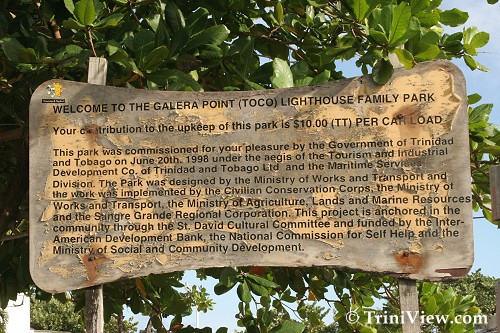 WELCOME TO THE GALERA POINT (TOCO) LIGHTHOUSE FAMILY PARK
Your contribution to the upkeep of this park is $10.00 (TT) PER CAR LOAD
This park was commissioned for your pleasure by the Government of Trinidad
and Tobago on June 20th. 1998 under the aegis of the Tourism and Industrial
Development Co. of Trinidad and Tobago Ltd and the Maritime Services
Division. The Park was designed by the Ministry of Works and Transport and
the work was implemented by the Civilian Conservation Corps, the Ministry of
Works and Transport, the Ministry of Agriculture, Lands and Marine Resources
and the Sangre Grande Regional Corporation. This project is anchored in the
community through the St. David Cultural Committee and funded by the Inter-
American Development Bank, the National Commission for Self Help and the
Ministry of Social and Community Development.
© TriniView.com